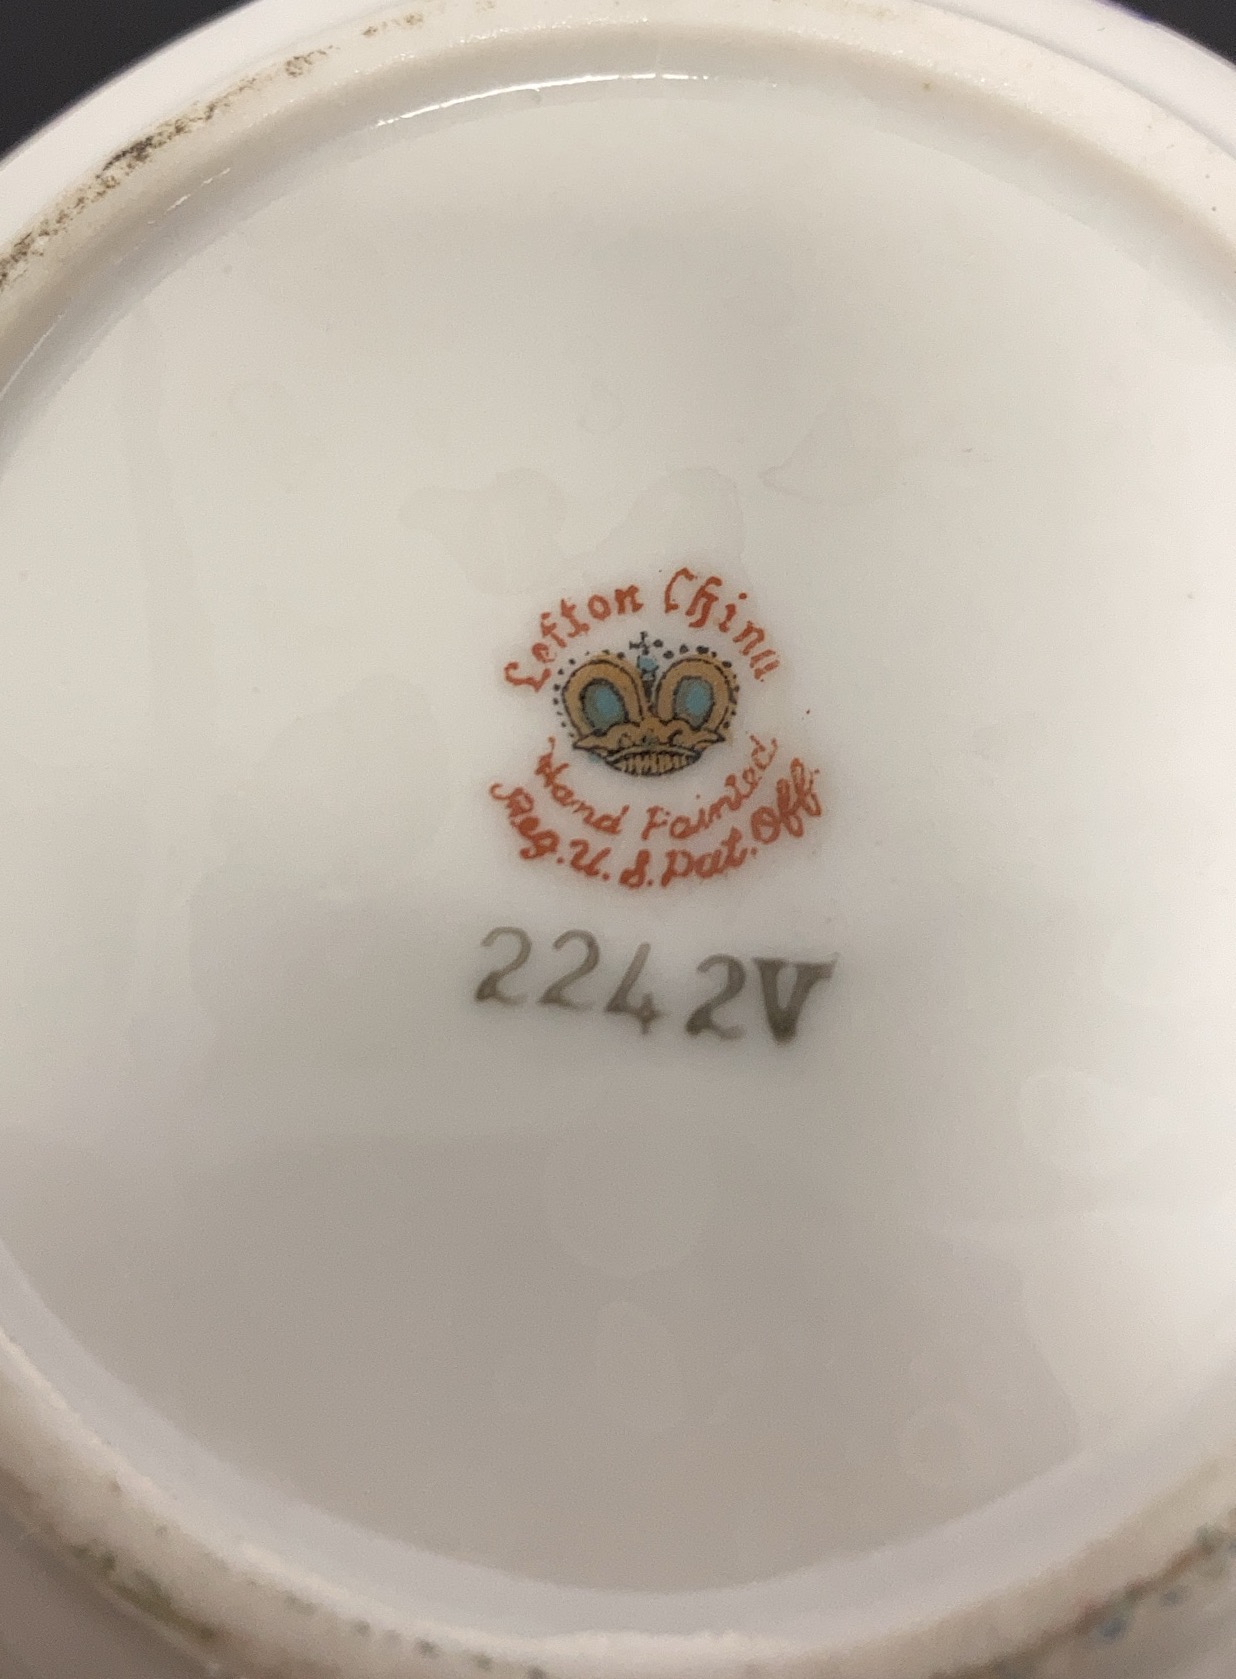 Lefton China
Hand Painted
Reg. U. S. Pat. Off.
2242V